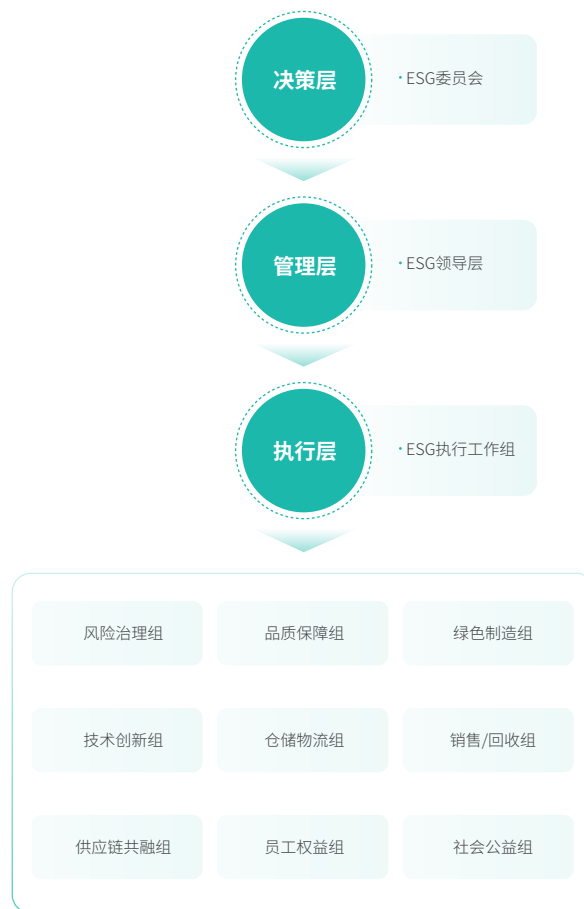 决策层
·ESG委员会
管理层
·ESG领导层
执行层
·ESG执行工作组
风险治理组
品质保障组
绿色制造组
技术创新组
仓储物流组
销售/回收组
供应链共融组
员工权益组
社会公益组